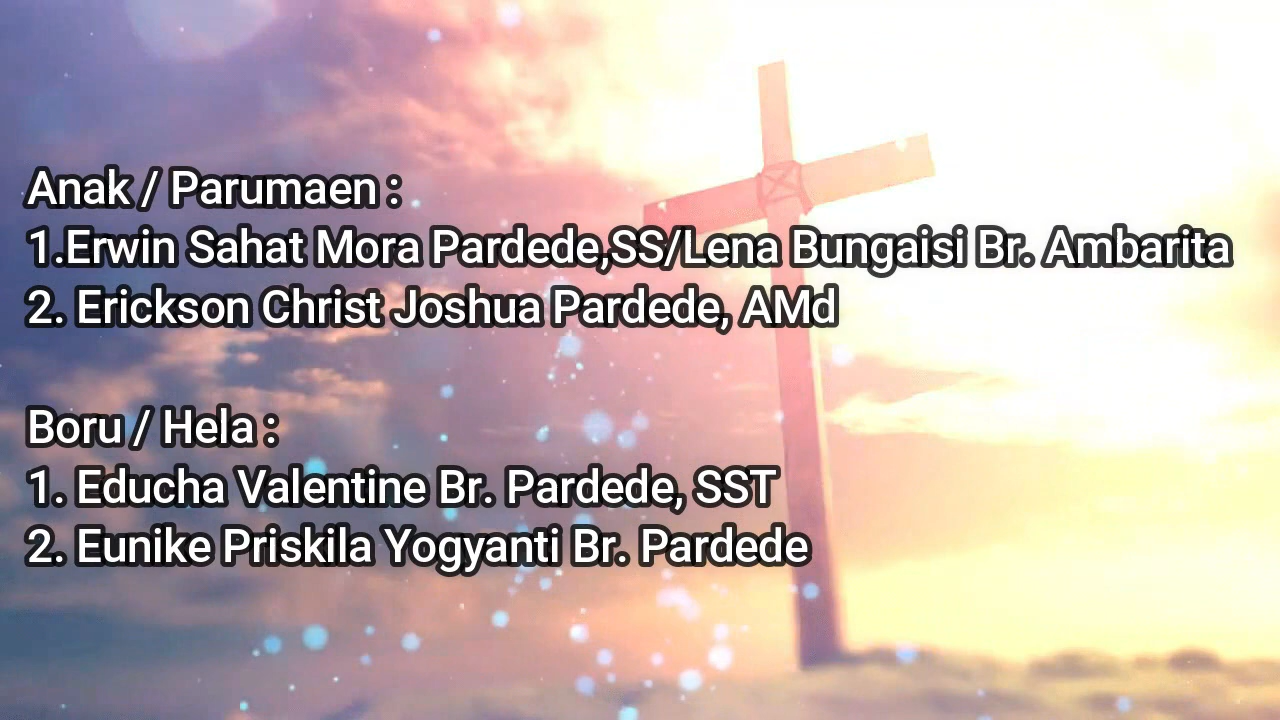 Anak / Parumaen :
1.Erwin Sahat Mora Pardede,SS/Lena Bungaisi Br. Ambarita
2. Erickson Christ Joshua Pardede, AMd
Boru / Hela :
1. Educha Valentine Br. Pardede, SST
2. Eunike Priskila Yogyanti Br. Pardede